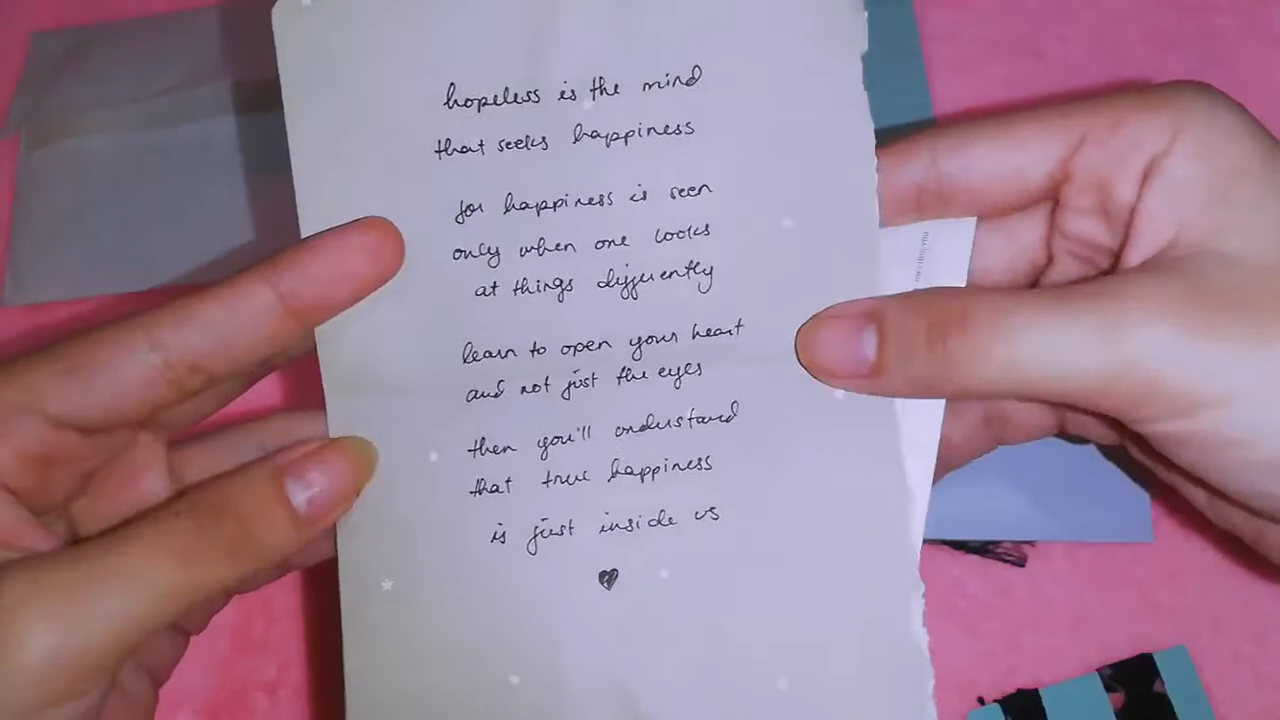 hopeless is the mind
that seeks happiness
for happiness is seen
only when one looks
at things differently
learn to open your heart
and not just the eyes
then you'll understand
that true happiness
is just inside us